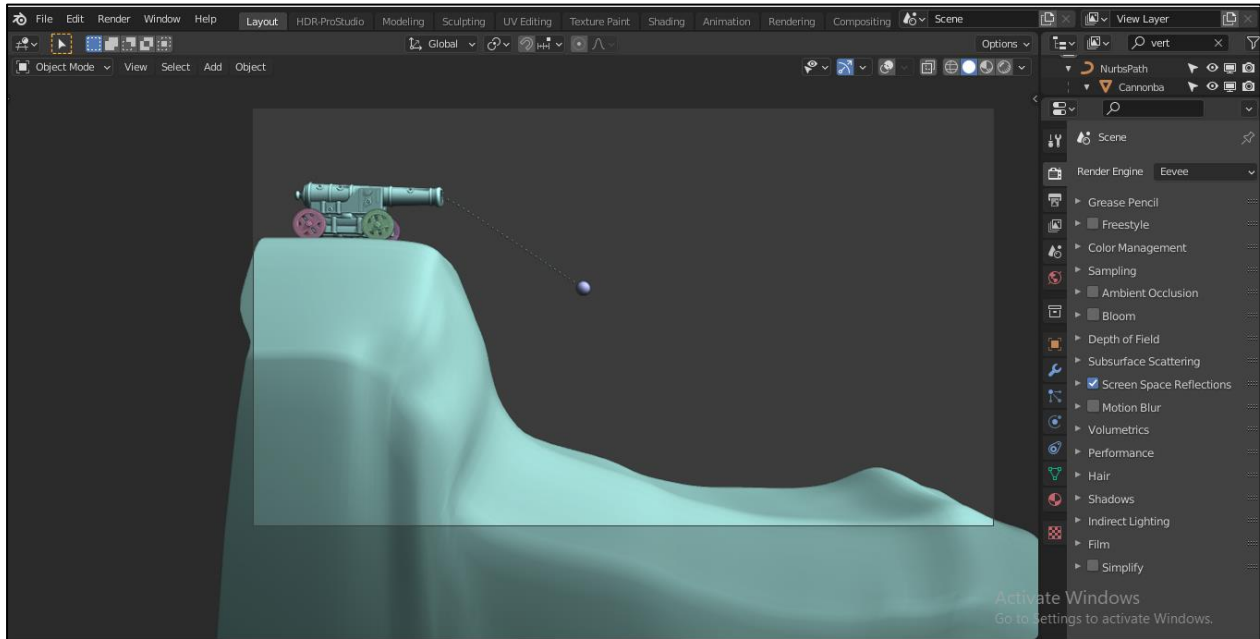 File Edit Render Window Help Layout HDR-ProStudio Modeling Sculpting UV Editing Texture Paint Shading Animation Rendering Compositing Scene View Layer
Global Options vert
Object Mode View Select Add Object
NurbsPath
Cannonba
Scene
Render Engine Eevee
Grease Pencil
Freestyle
Color Management
Sampling
Ambient Occlusion
Bloom
Depth of Field
Subsurface Scattering
Screen Space Reflections
Motion Blur
Volumetrics
Performance
Hair
Shadows
Indirect Lighting
Film
Simplify
Activate Windows
Go to Settings to activate Windows.